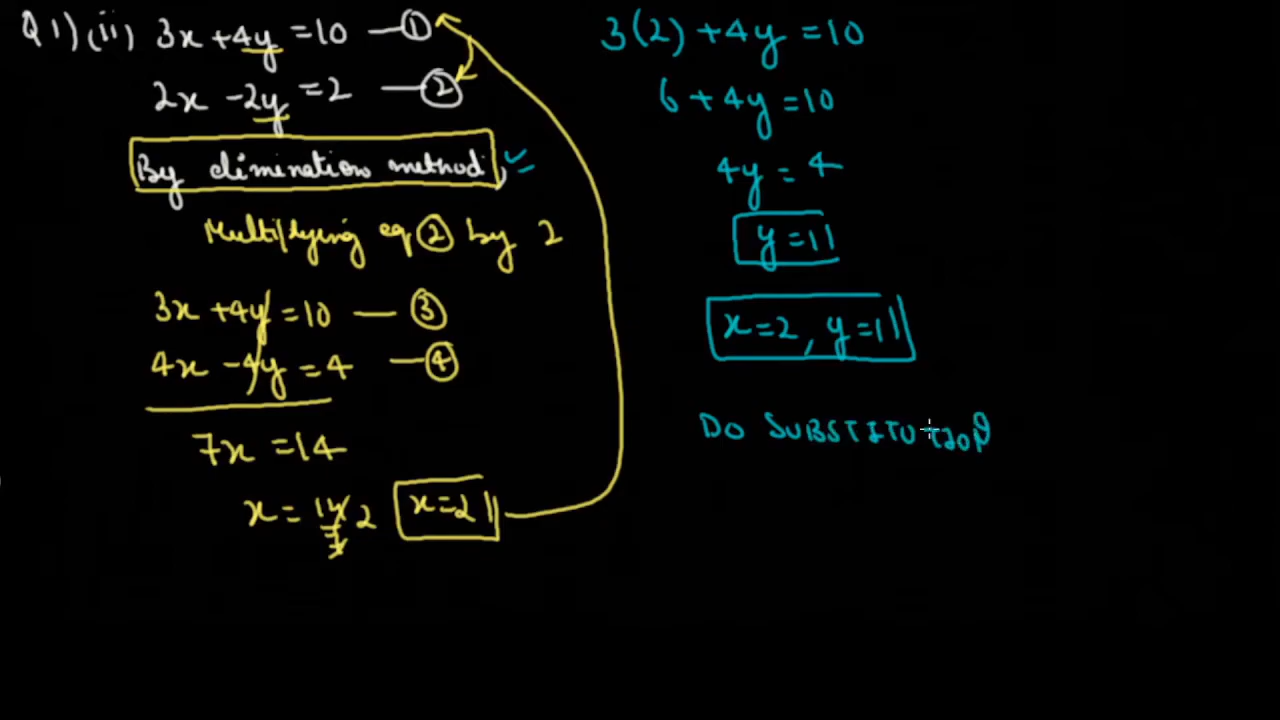 Q1)(ii) 3x + 4y = 10 — ①
2x - 2y = 2 — ②
By elimination method,
Multiplying eq ② by 2
3x + 4y = 10 — ③
4x - 4y = 4 — ④
7x = 14
x = 14/7 2 x = 2 ||
3(2) + 4y = 10
6 + 4y = 10
4y = 4
y = 1 |
x = 2, y = 1 ||
DO SUBSTITUTION